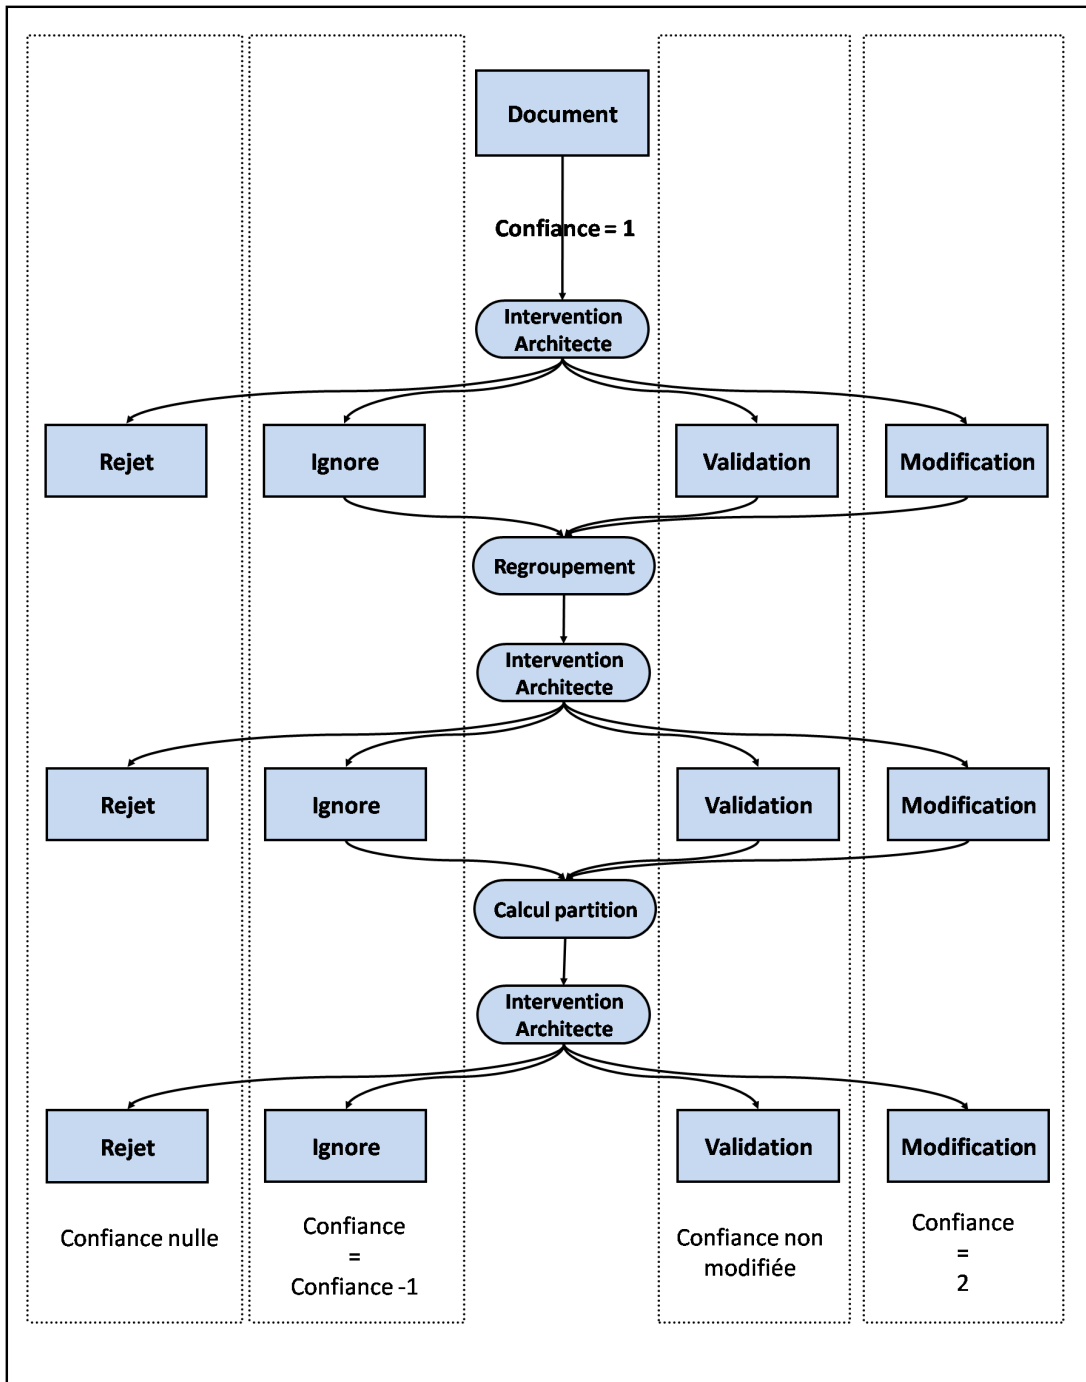 Document
Confiance = 1
Intervention
Architecte
Rejet
Ignore
Validation
Modification
Regroupement
Intervention
Architecte
Rejet
Ignore
Validation
Modification
Calcul partition
Intervention
Architecte
Rejet
Ignore
Validation
Modification
Confiance nulle
Confiance
=
Confiance -1
Confiance non
modifiée
Confiance
=
2